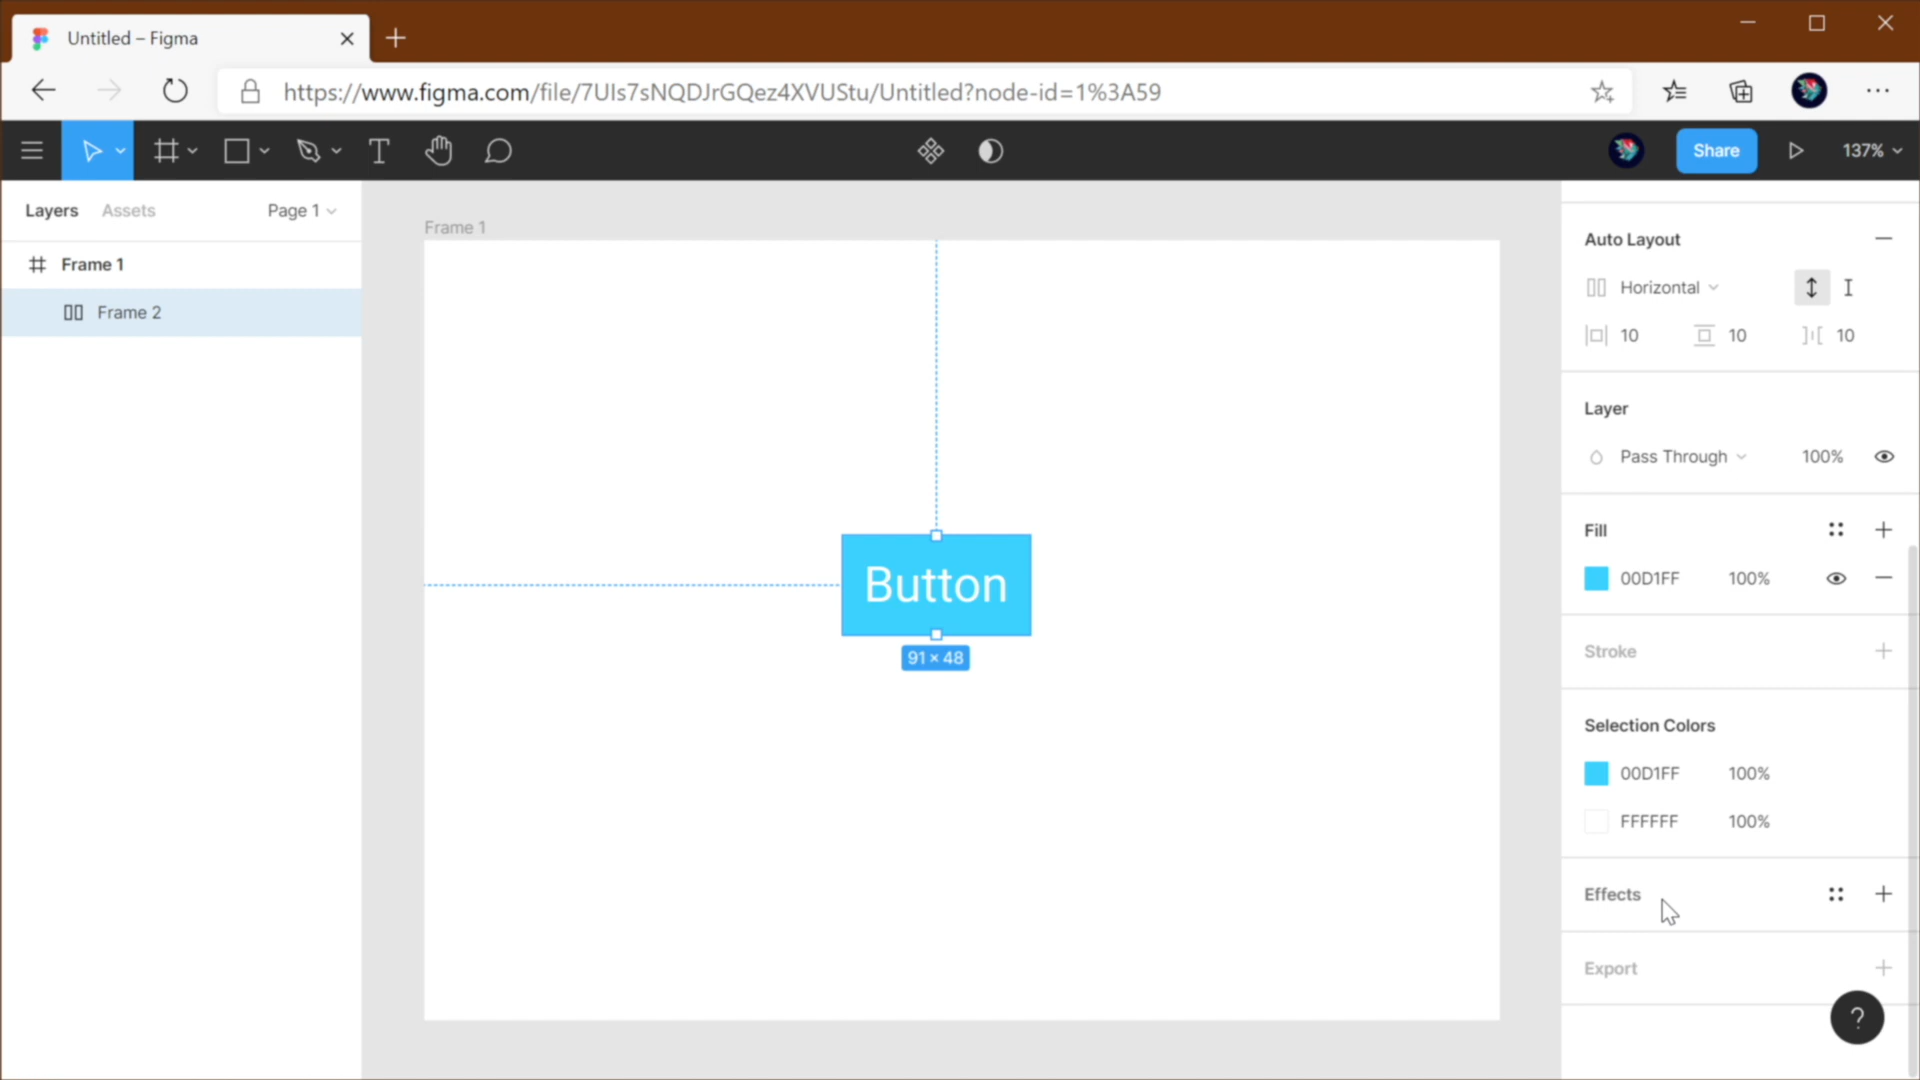 Untitled – Figma
https://www.figma.com/file/7UIs7sNQDJrGQez4XVUStu/Untitled?node-id=1%3A59
Share
137%
Layers
Assets
Page 1
Frame 1
Frame 2
Frame 1
Button
91 × 48
Auto Layout
Horizontal
10
10
10
Layer
Pass Through
100%
Fill
00D1FF
100%
Stroke
Selection Colors
00D1FF
100%
FFFFFF
100%
Effects
Export
?